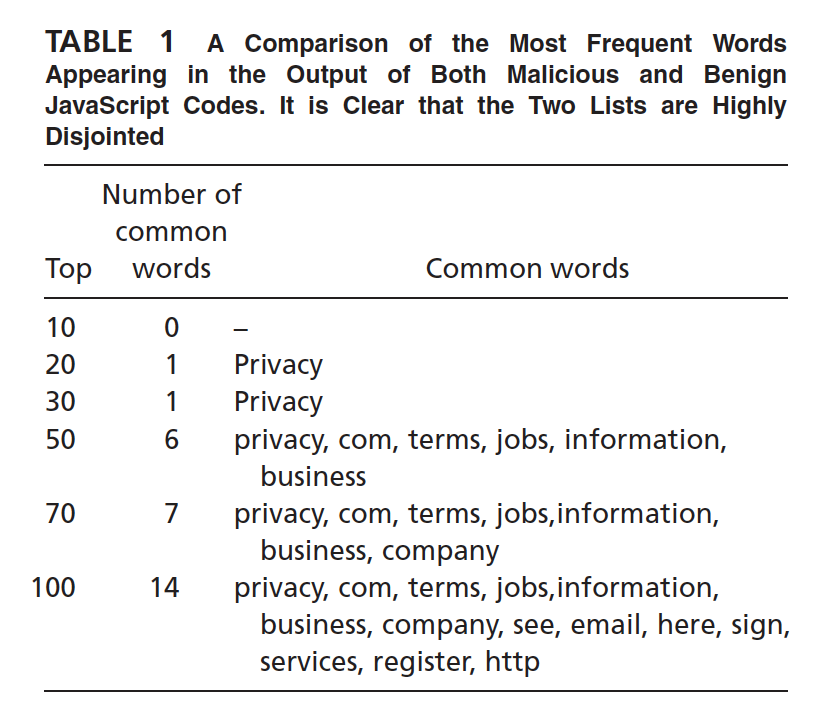 TABLE 1 A Comparison of the Most Frequent Words
Appearing in the Output of Both Malicious and Benign
JavaScript Codes. It is Clear that the Two Lists are Highly
Disjointed
Number of
common
Top words Common words
10 0 –
20 1 Privacy
30 1 Privacy
50 6 privacy, com, terms, jobs, information,
business
70 7 privacy, com, terms, jobs,information,
business, company
100 14 privacy, com, terms, jobs,information,
business, company, see, email, here, sign,
services, register, http